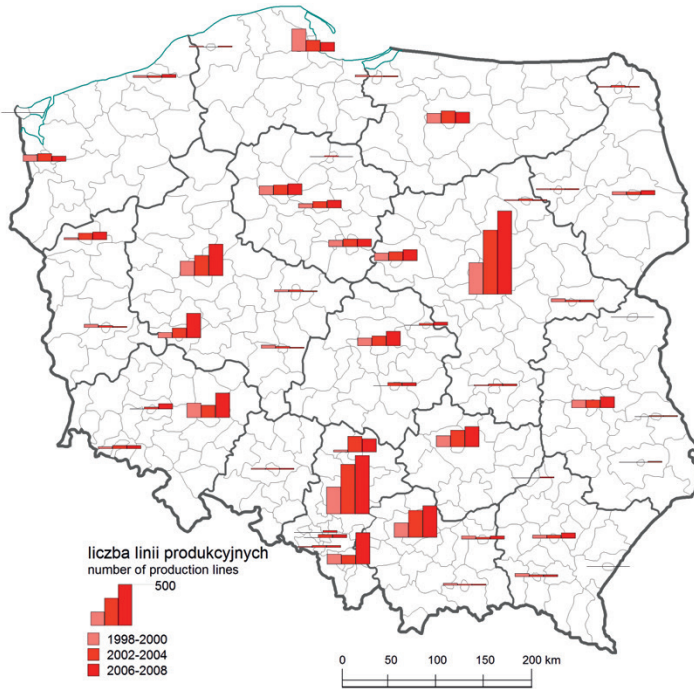 liczba linii produkcyjnych
number of production lines
500
1998-2000
2002-2004
2006-2008
0 50 100 150 200 km